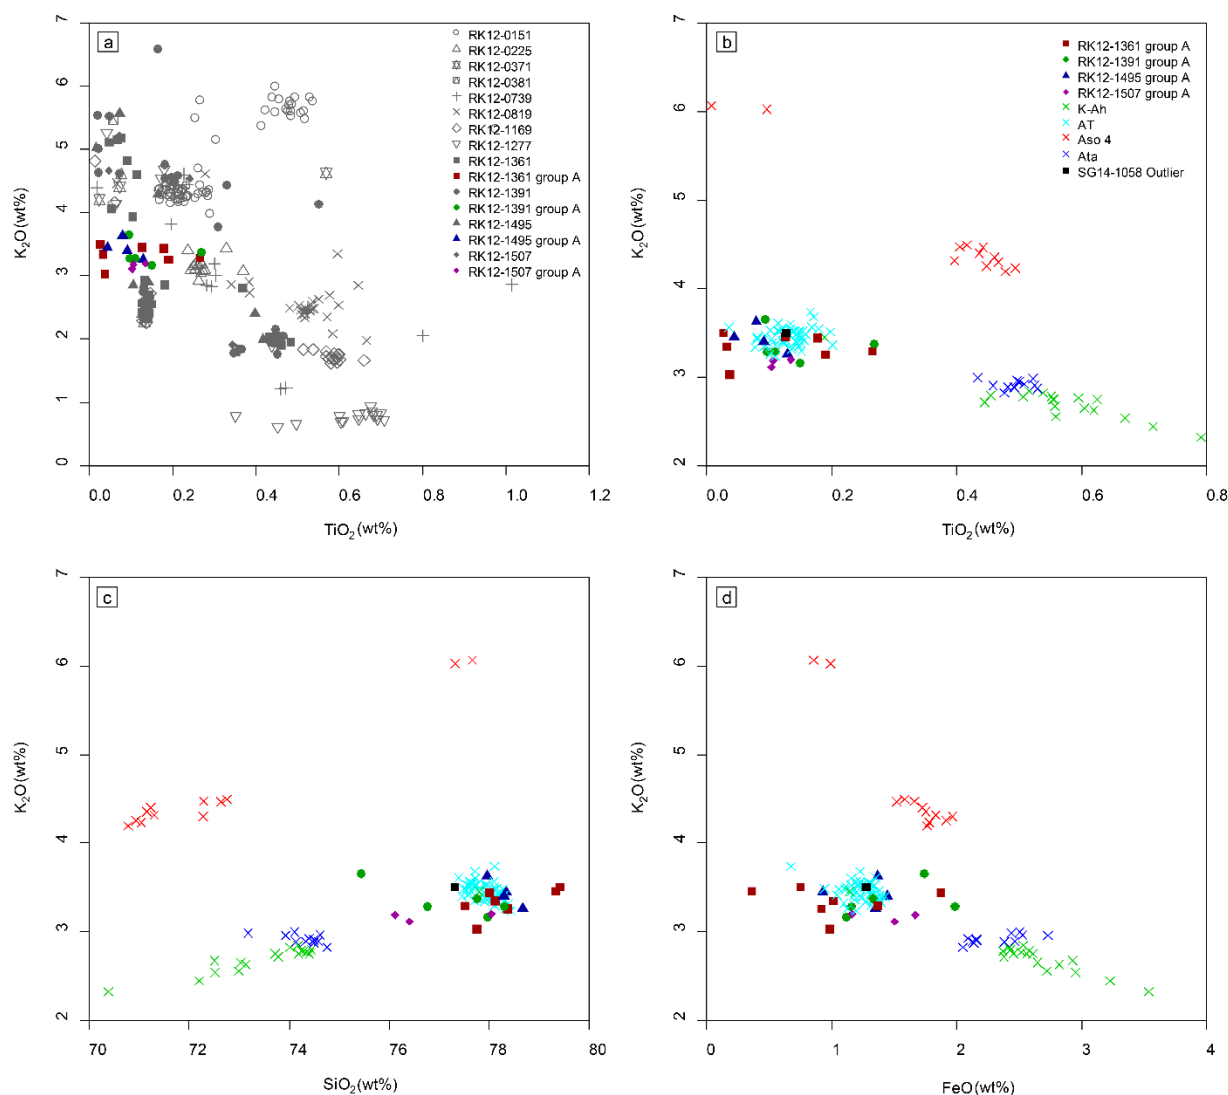 a
7
6
5
4
3
2
1
0
K2O (wt%)
0.0 0.2 0.4 0.6 0.8 1.0 1.2
TiO2 (wt%)
RK12-0151
RK12-0225
RK12-0371
RK12-0381
RK12-0739
RK12-0819
RK12-1169
RK12-1277
RK12-1361
RK12-1361 group A
RK12-1391
RK12-1391 group A
RK12-1495
RK12-1495 group A
RK12-1507
RK12-1507 group A
b
7
6
5
4
3
2
K2O (wt%)
0.0 0.2 0.4 0.6 0.8
TiO2 (wt%)
RK12-1361 group A
RK12-1391 group A
RK12-1495 group A
RK12-1507 group A
K-Ah
AT
Aso 4
Ata
SG14-1058 Outlier
c
7
6
5
4
3
2
K2O (wt%)
70 72 74 76 78 80
SiO2 (wt%)
d
7
6
5
4
3
2
K2O (wt%)
0 1 2 3 4
FeO (wt%)